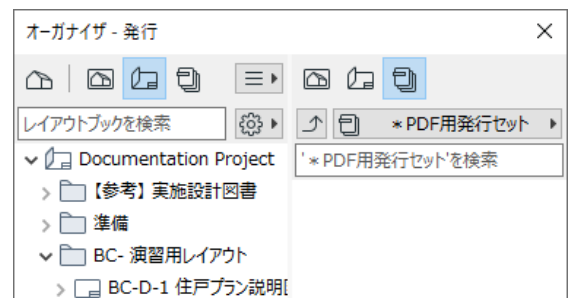 オーガナイザ - 発行
レイアウトブックを検索
＊PDF用発行セット
Documentation Project
'＊PDF用発行セット'を検索
【参考】実施設計図書
準備
BC- 演習用レイアウト
BC-D-1 住戸プラン説明